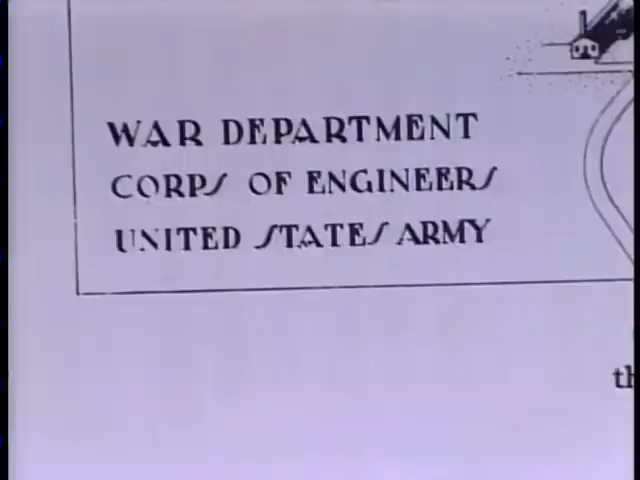 WAR DEPARTMENT
CORPS OF ENGINEERS
UNITED STATES ARMY